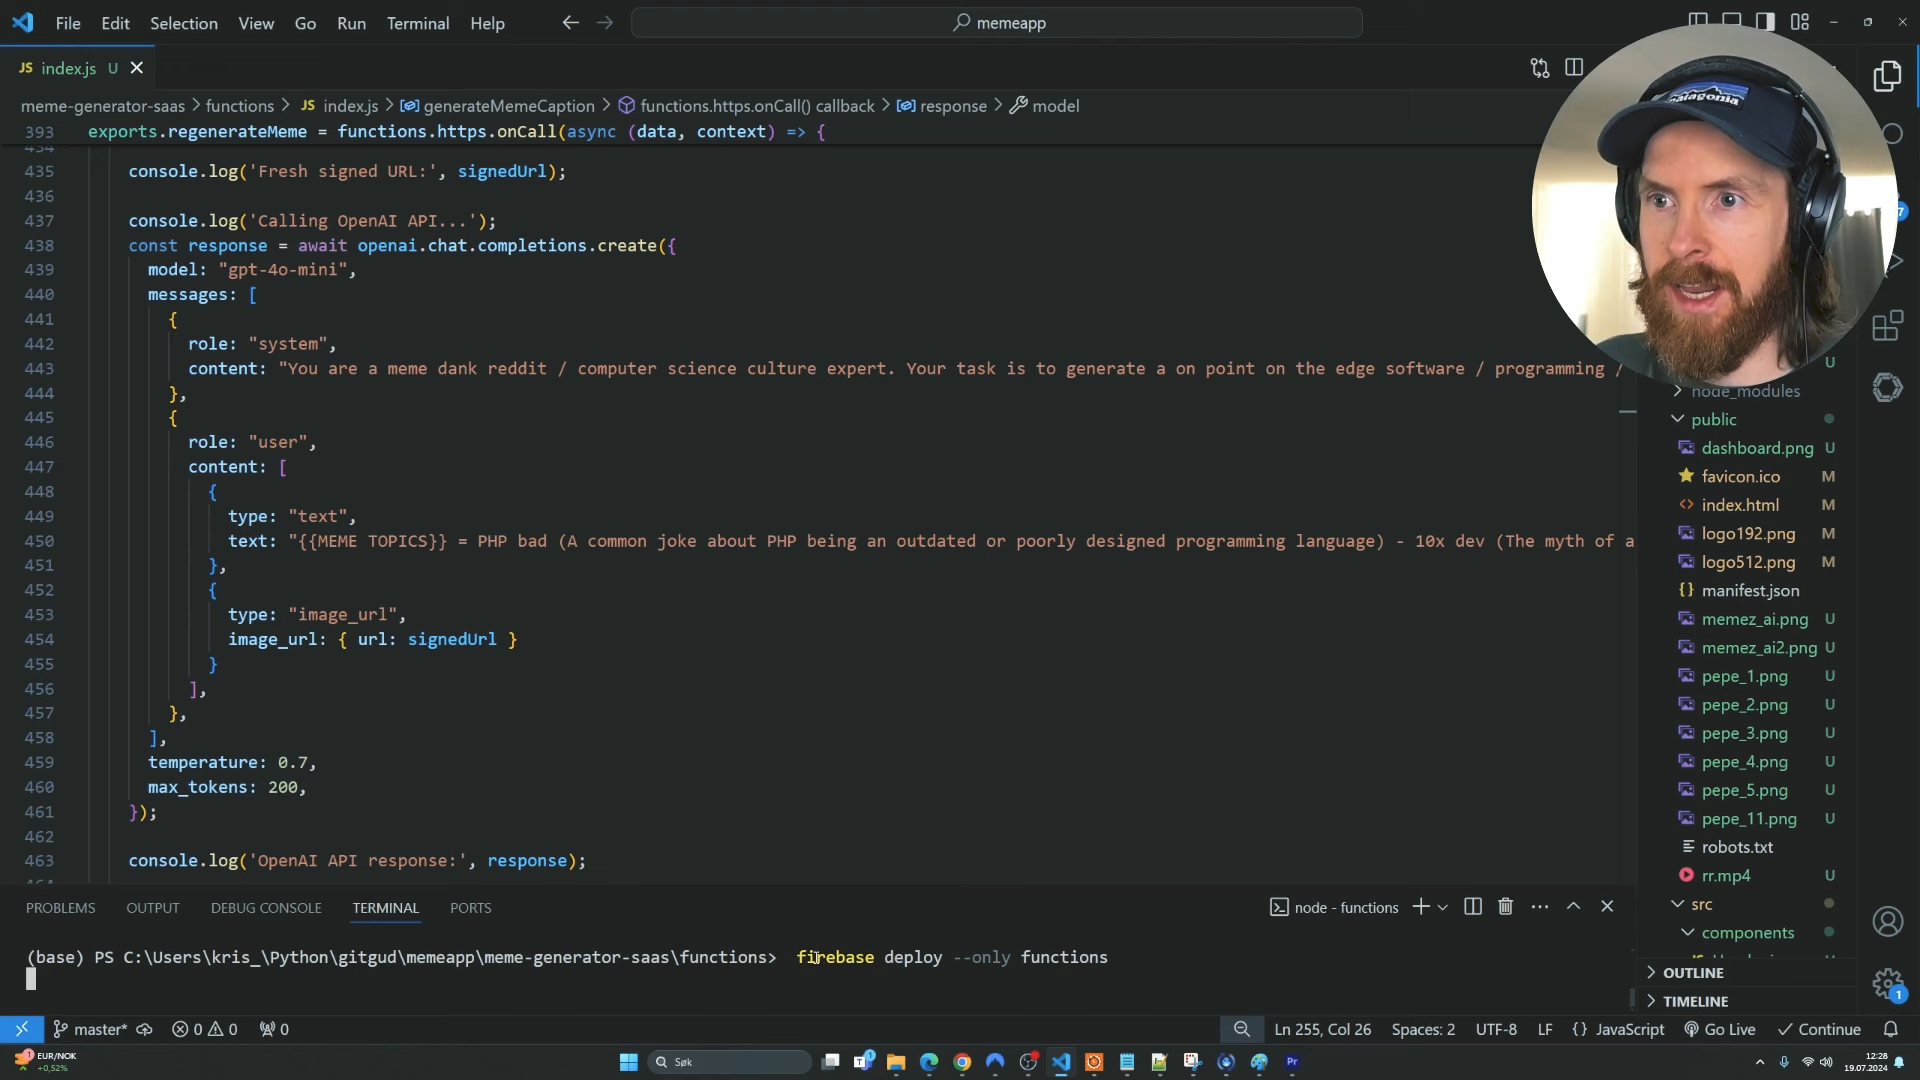 File Edit Selection View Go Run Terminal Help
memeapp
JS index.js U
meme-generator-saas > functions > JS index.js > generateMemeCaption > functions.https.onCall() callback > response > model
patagonia
393 exports.regenerateMeme = functions.https.onCall(async (data, context) => {
434
435 console.log('Fresh signed URL:', signedUrl);
436
437 console.log('Calling OpenAI API...');
438 const response = await openai.chat.completions.create({
439 model: "gpt-4o-mini",
440 messages: [
441 {
442 role: "system",
443 content: "You are a meme dank reddit / computer science culture expert. Your task is to generate a on point on the edge software / programming /
444 },
445 {
446 role: "user",
447 content: [
448 {
449 type: "text",
450 text: "{{MEME TOPICS}} = PHP bad (A common joke about PHP being an outdated or poorly designed programming language) - 10x dev (The myth of a
451 },
452 {
453 type: "image_url",
454 image_url: { url: signedUrl }
455 }
456 ],
457 },
458 ],
459 temperature: 0.7,
460 max_tokens: 200,
461 });
462
463 console.log('OpenAI API response:', response);
U
node_modules
public
dashboard.png U
favicon.ico M
index.html M
logo192.png M
logo512.png M
manifest.json
memez_ai.png U
memez_ai2.png U
pepe_1.png U
pepe_2.png U
pepe_3.png U
pepe_4.png U
pepe_5.png U
pepe_11.png U
robots.txt
rr.mp4 U
src
components
OUTLINE
TIMELINE
7
1
PROBLEMS OUTPUT DEBUG CONSOLE TERMINAL PORTS
node - functions
(base) PS C:\Users\kris_\Python\gitgud\memeapp\meme-generator-saas\functions> firebase deploy --only functions
master* 0 0 0
Ln 255, Col 26 Spaces: 2 UTF-8 LF {} JavaScript Go Live Continue
1
EUR/NOK
+0,52%
Søk
1
Pr
12:28
19.07.2024